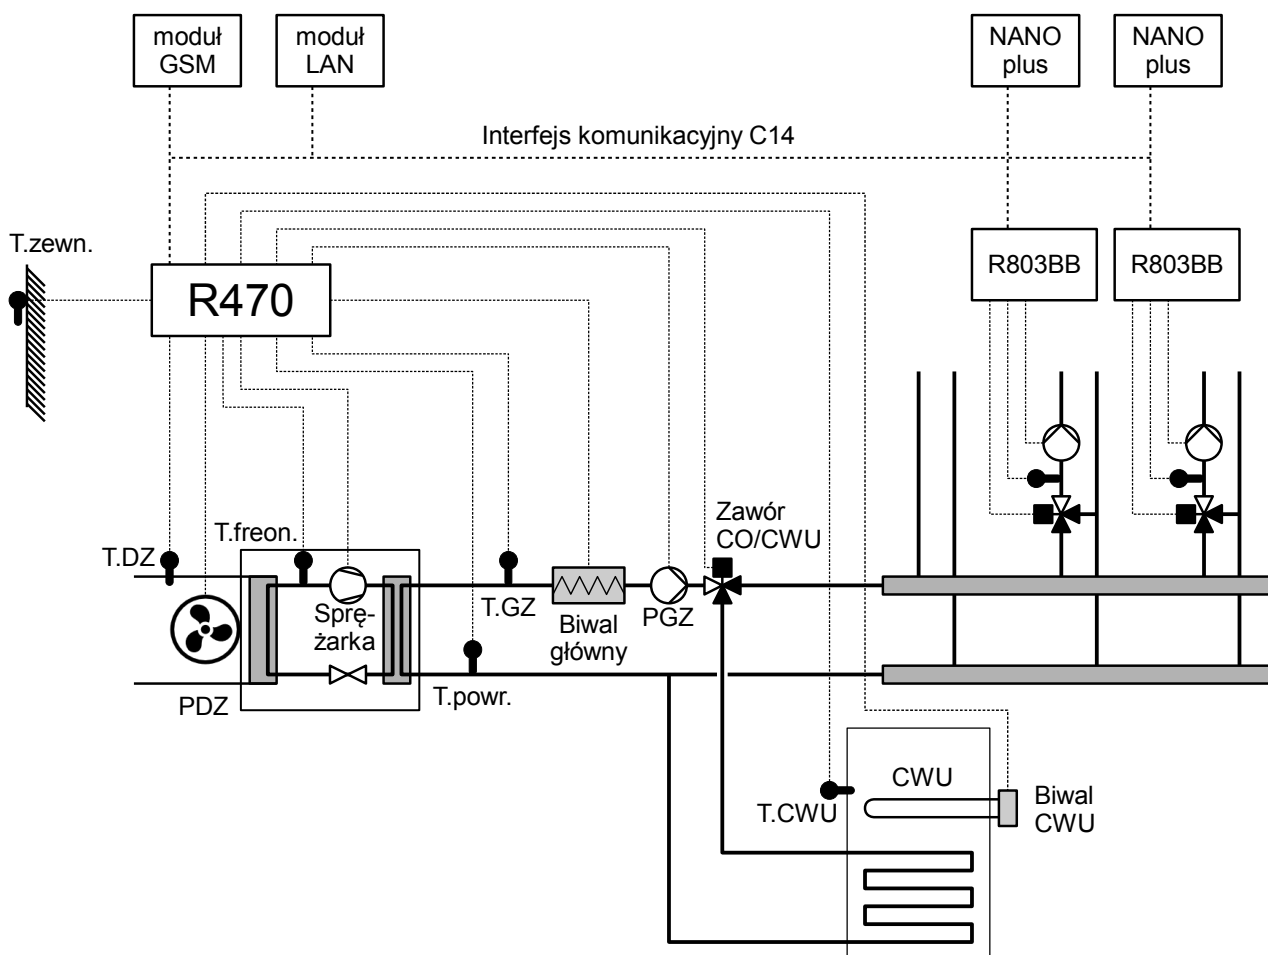 moduł
GSM
moduł
LAN
NANO
plus
NANO
plus
Interfejs komunikacyjny C14
T.zewn.
R470
R803BB
R803BB
T.DZ
T.freon.
Sprę-
żarka
PDZ
T.GZ
T.powr.
Biwal
główny
PGZ
Zawór
CO/CWU
CWU
T.CWU
Biwal
CWU